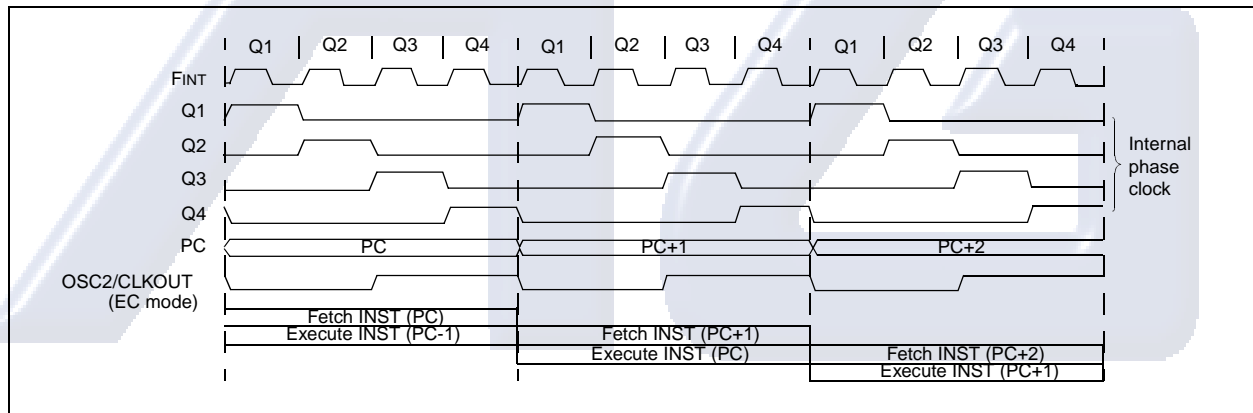 Q1 Q2 Q3 Q4 Q1 Q2 Q3 Q4 Q1 Q2 Q3 Q4
FINT
Q1
Q2
Q3
Q4
Internal
phase
clock
PC PC PC+1 PC+2
OSC2/CLKOUT
(EC mode)
Fetch INST (PC)
Execute INST (PC-1) Fetch INST (PC+1)
Execute INST (PC) Fetch INST (PC+2)
Execute INST (PC+1)